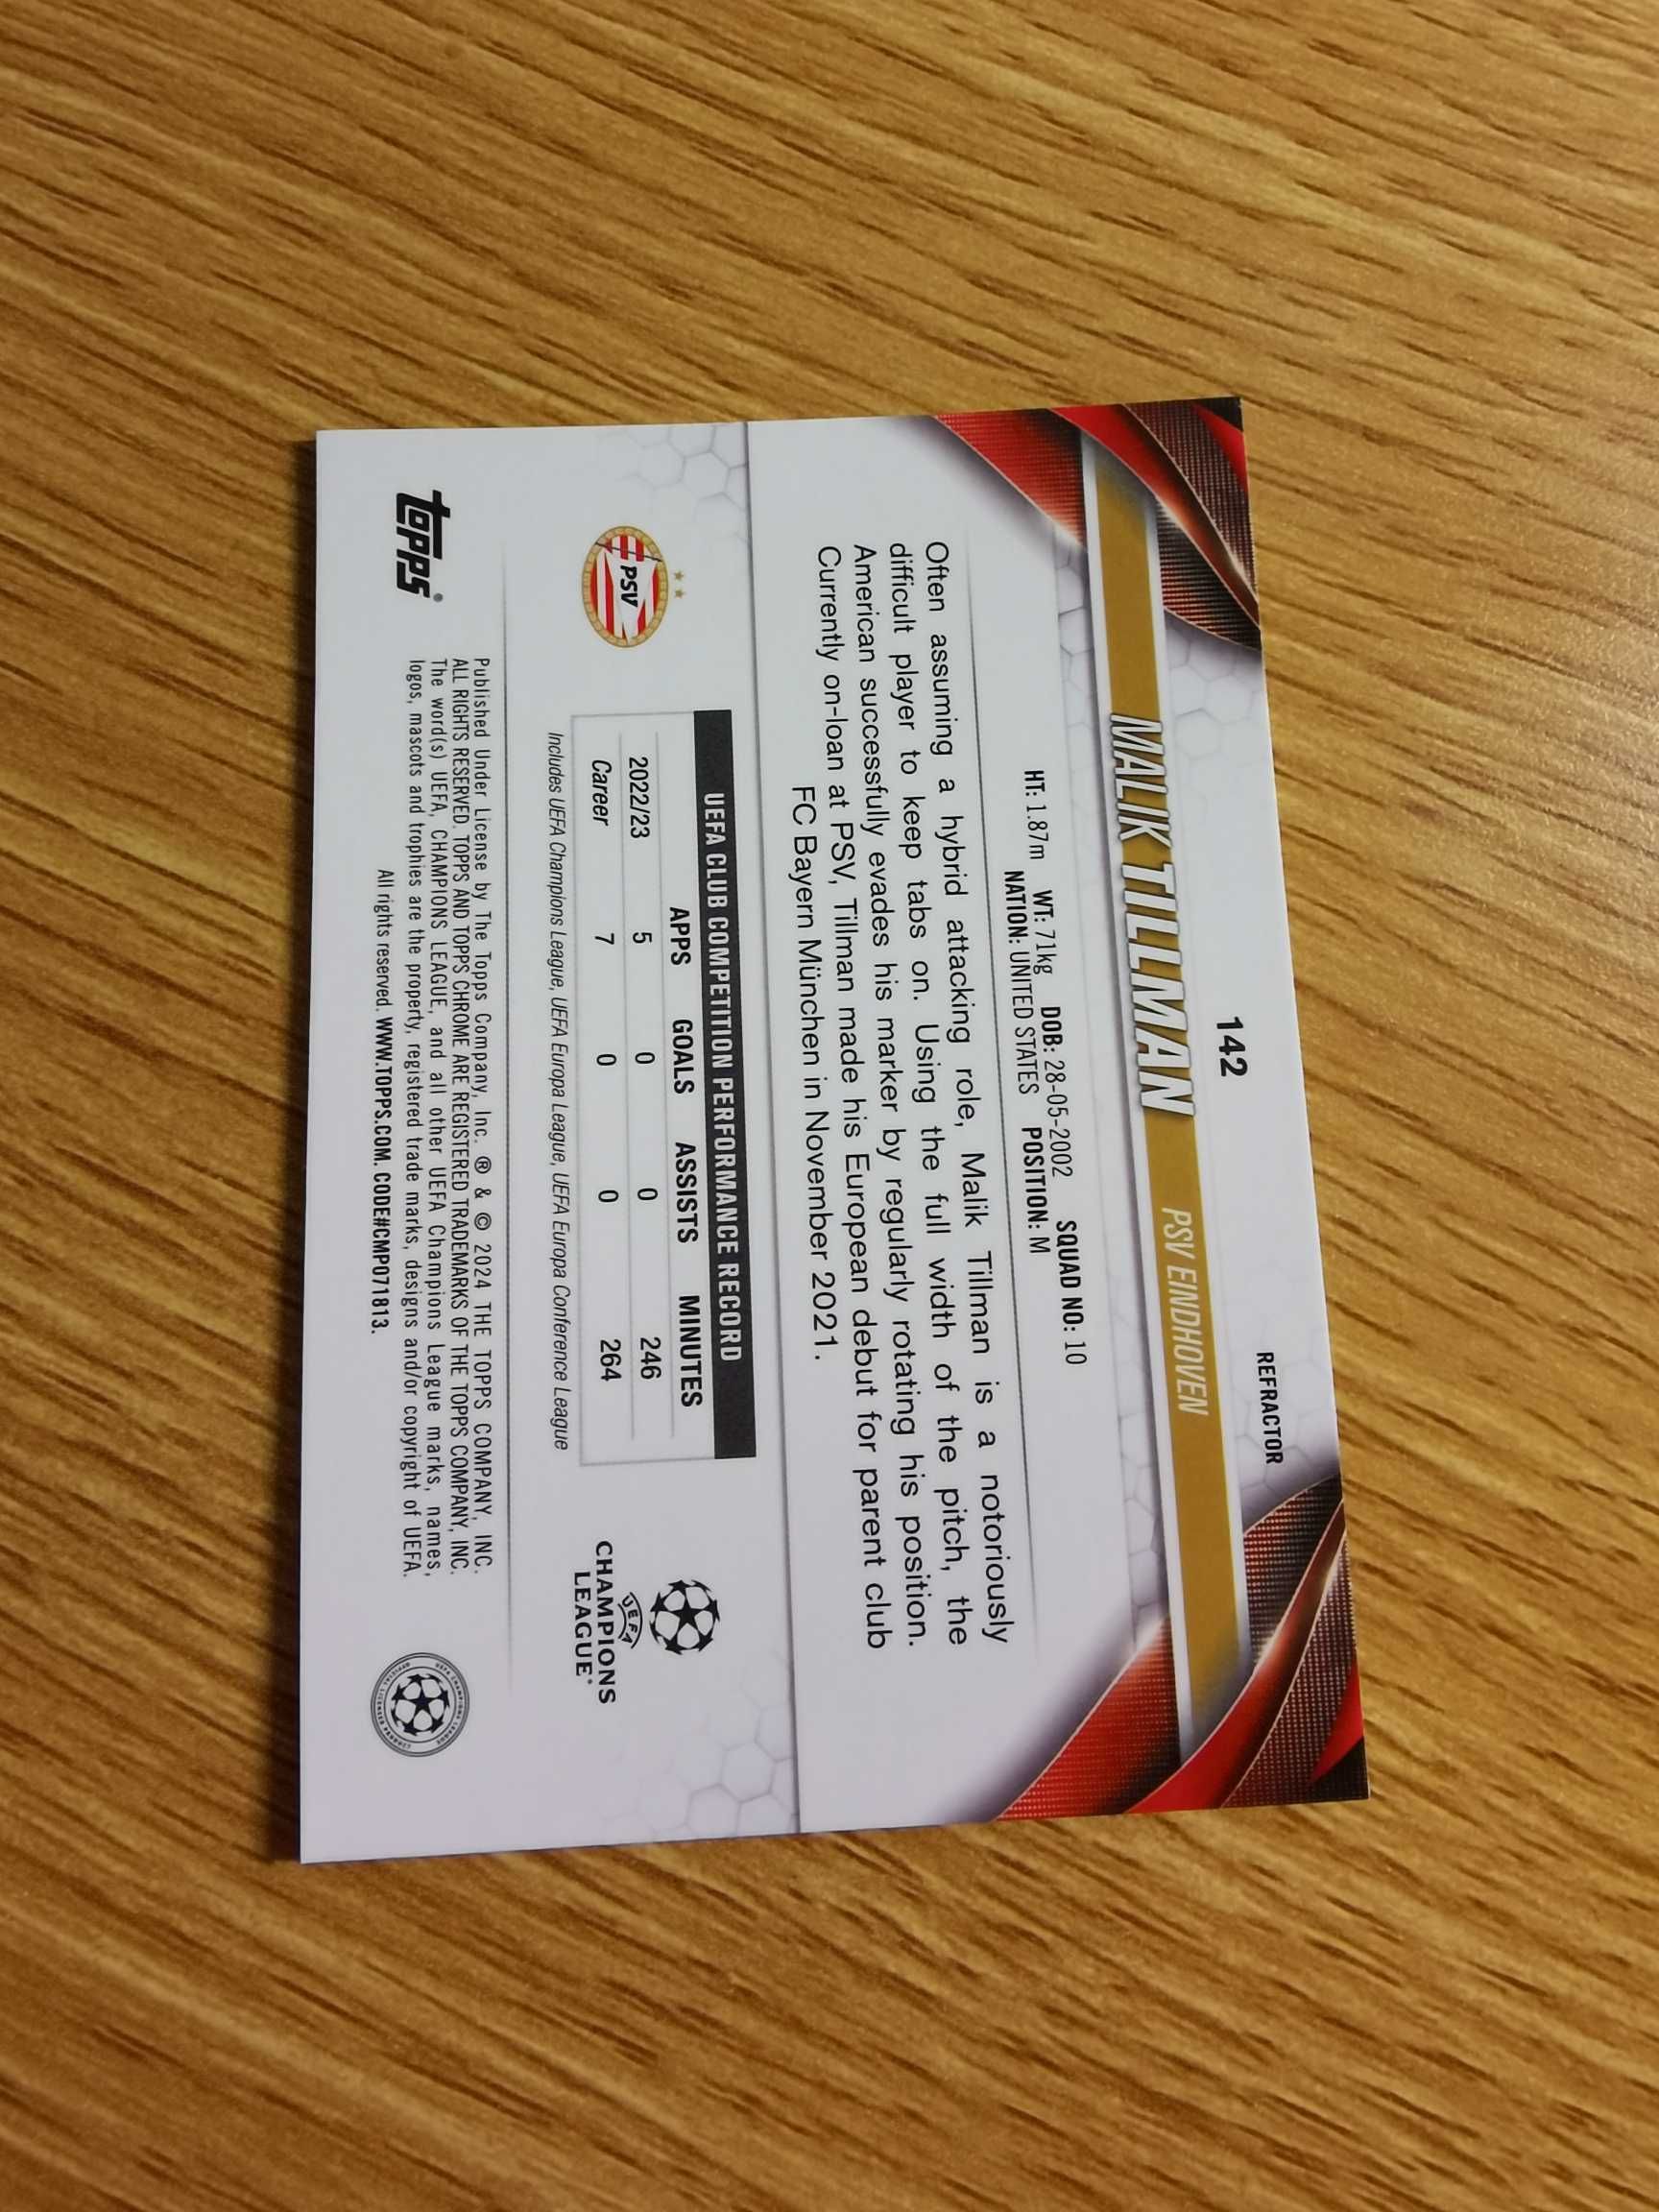 142
REFRACTOR
MALIK TILLMAN PSV EINDHOVEN
HT: 1.87m WT: 71kg DOB: 28-05-2002 SQUAD NO: 10
NATION: UNITED STATES POSITION: M
Often assuming a hybrid attacking role, Malik Tillman is a notoriously
difficult player to keep tabs on. Using the full width of the pitch, the
American successfully evades his marker by regularly rotating his position.
Currently on-loan at PSV, Tillman made his European debut for parent club
FC Bayern München in November 2021.
UEFA CLUB COMPETITION PERFORMANCE RECORD
APPS GOALS ASSISTS MINUTES
2022/23 5 0 0 246
Career 7 0 0 264
Includes UEFA Champions League, UEFA Europa League, UEFA Europa Conference League
PSV
UEFA
CHAMPIONS
LEAGUE®
topps®
Published Under License by The Topps Company, Inc. ® & © 2024 THE TOPPS COMPANY, INC.
ALL RIGHTS RESERVED. TOPPS AND TOPPS CHROME ARE REGISTERED TRADEMARKS OF THE TOPPS COMPANY, INC.
The word(s) UEFA, CHAMPIONS LEAGUE, and all other UEFA Champions League marks, names,
logos, mascots and trophies are the property, registered trade marks, designs and/or copyright of UEFA.
All rights reserved. WWW.TOPPS.COM. CODE#CMP071813.